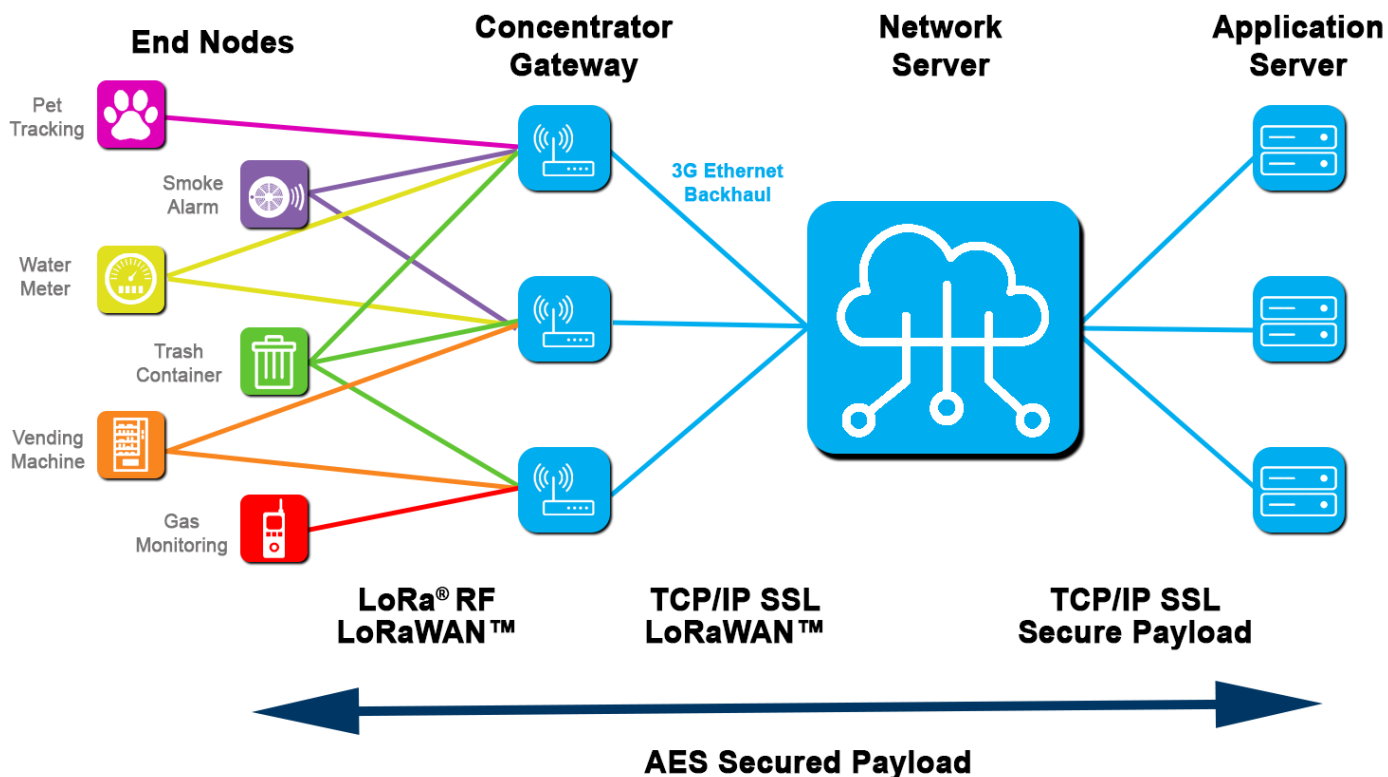 End Nodes
Concentrator
Gateway
Network
Server
Application
Server
Pet
Tracking
Smoke
Alarm
Water
Meter
Trash
Container
Vending
Machine
Gas
Monitoring
3G Ethernet
Backhaul
LoRa® RF
LoRaWAN™
TCP/IP SSL
LoRaWAN™
TCP/IP SSL
Secure Payload
AES Secured Payload